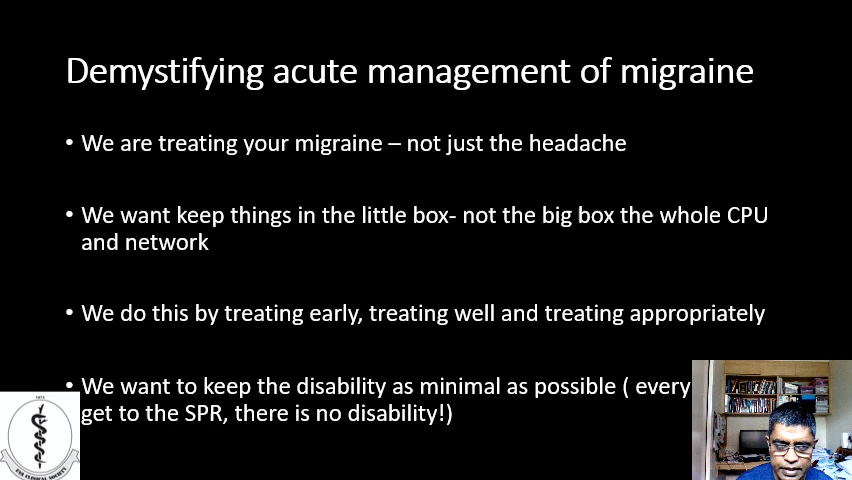 Demystifying acute management of migraine
• We are treating your migraine – not just the headache
• We want keep things in the little box- not the big box the whole CPU
and network
• We do this by treating early, treating well and treating appropriately
• We want to keep the disability as minimal as possible ( every
get to the SPR, there is no disability!)